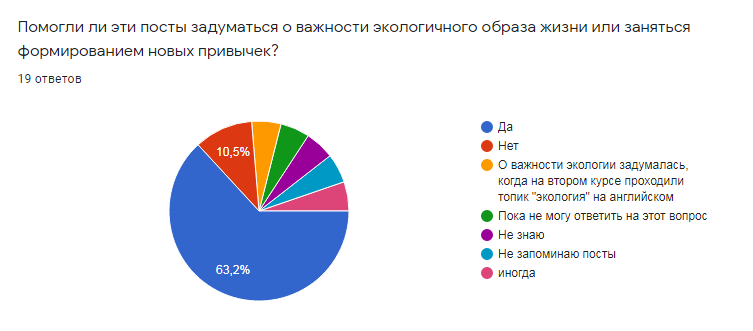 Помогли ли эти посты задуматься о важности экологичного образа жизни или заняться
формированием новых привычек?
19 ответов
10,5%
63,2%
Да
Нет
О важности экологии задумалась,
когда на втором курсе проходили
топик "экология" на английском
Пока не могу ответить на этот вопрос
Не знаю
Не запоминаю посты
иногда